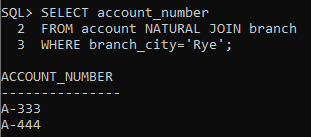 SQL> SELECT account_number
  2  FROM account NATURAL JOIN branch
  3  WHERE branch_city='Rye';
ACCOUNT_NUMBER
---------------
A-333
A-444